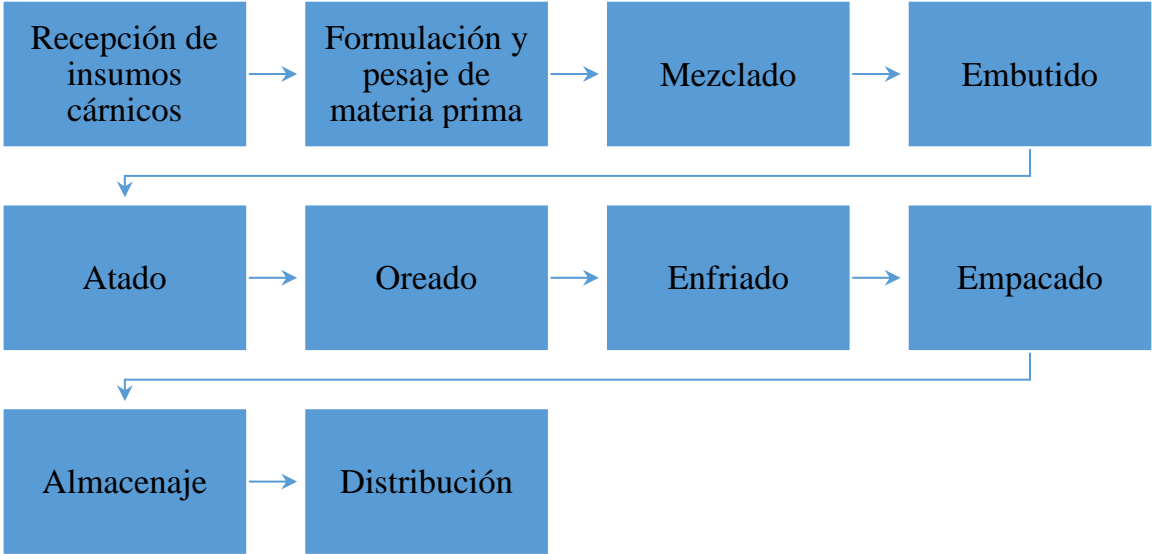 Recepción de
insumos
cárnicos
Formulación y
pesaje de
materia prima
Mezclado
Embutido
Atado
Oreado
Enfriado
Empacado
Almacenaje
Distribución